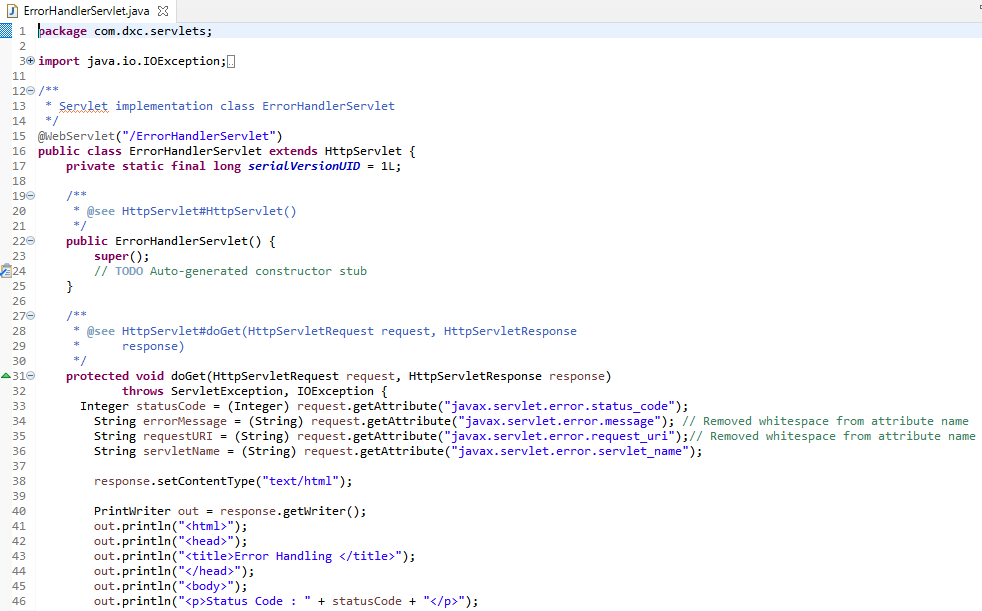 ErrorHandlerServlet.java
1 package com.dxc.servlets;
2
3 import java.io.IOException;
11
12 /**
13  * Servlet implementation class ErrorHandlerServlet
14  */
15 @WebServlet("/ErrorHandlerServlet")
16 public class ErrorHandlerServlet extends HttpServlet {
17     private static final long serialVersionUID = 1L;
18
19     /**
20      * @see HttpServlet#HttpServlet()
21      */
22     public ErrorHandlerServlet() {
23         super();
24         // TODO Auto-generated constructor stub
25     }
26
27     /**
28      * @see HttpServlet#doGet(HttpServletRequest request, HttpServletResponse
29      *      response)
30      */
31     protected void doGet(HttpServletRequest request, HttpServletResponse response)
32             throws ServletException, IOException {
33       Integer statusCode = (Integer) request.getAttribute("javax.servlet.error.status_code");
34         String errorMessage = (String) request.getAttribute("javax.servlet.error.message"); // Removed whitespace from attribute name
35         String requestURI = (String) request.getAttribute("javax.servlet.error.request_uri");// Removed whitespace from attribute name
36         String servletName = (String) request.getAttribute("javax.servlet.error.servlet_name");
37
38         response.setContentType("text/html");
39
40         PrintWriter out = response.getWriter();
41         out.println("<html>");
42         out.println("<head>");
43         out.println("<title>Error Handling </title>");
44         out.println("</head>");
45         out.println("<body>");
46         out.println("<p>Status Code : " + statusCode + "</p>");